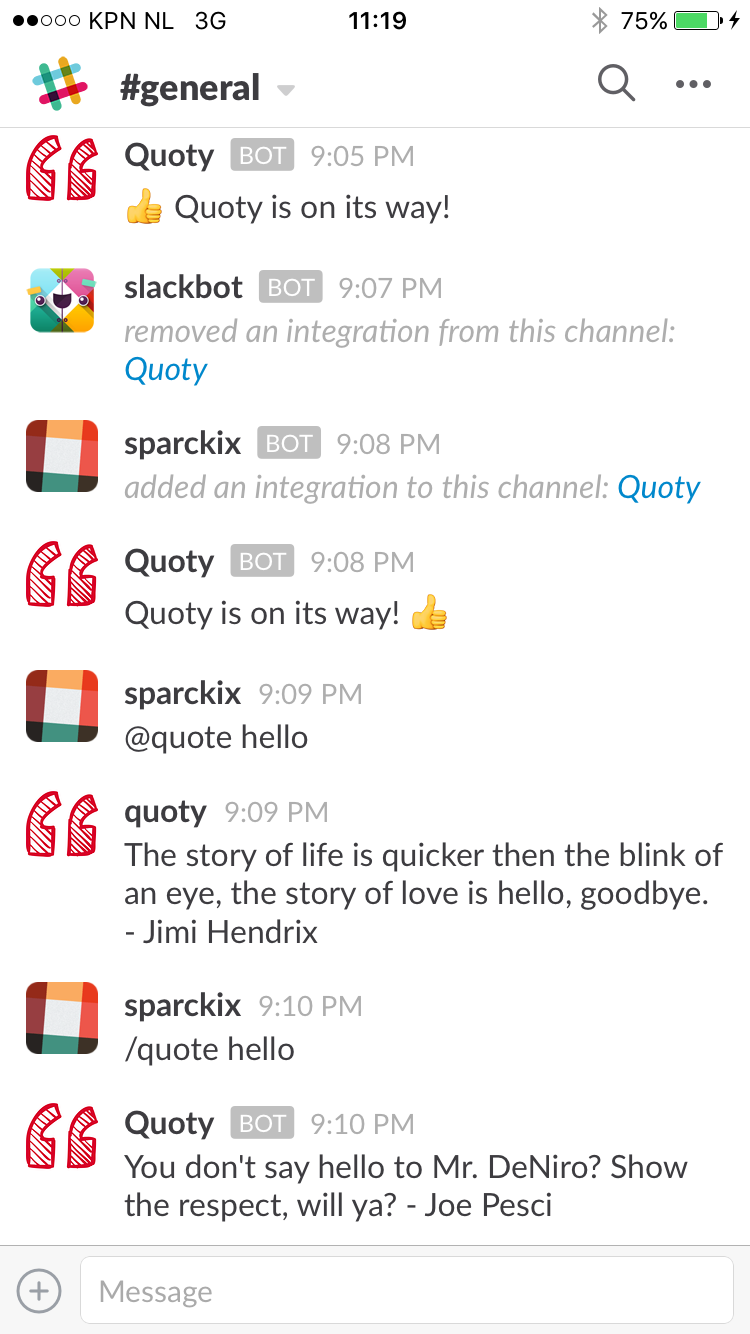 KPN NL 3G 11:19 75%
#general
Quoty BOT 9:05 PM
👍 Quoty is on its way!
slackbot BOT 9:07 PM
removed an integration from this channel:
Quoty
sparckix BOT 9:08 PM
added an integration to this channel: Quoty
Quoty BOT 9:08 PM
Quoty is on its way! 👍
sparckix 9:09 PM
@quote hello
quoty 9:09 PM
The story of life is quicker then the blink of
an eye, the story of love is hello, goodbye.
- Jimi Hendrix
sparckix 9:10 PM
/quote hello
Quoty BOT 9:10 PM
You don't say hello to Mr. DeNiro? Show
the respect, will ya? - Joe Pesci
Message